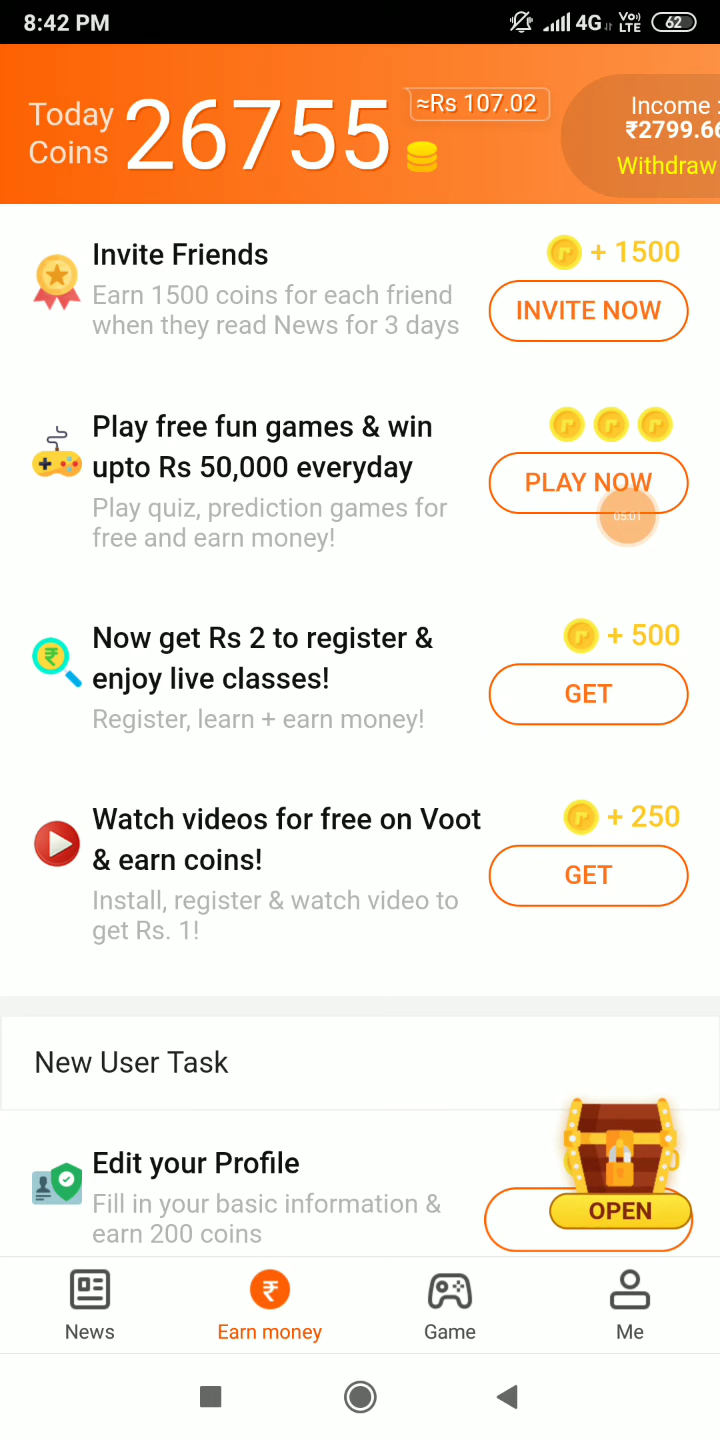 8:42 PM
4G Vo)) LTE 62
Today Coins
26755
≈Rs 107.02
Income :
₹2799.66
Withdraw
Invite Friends
+ 1500
Earn 1500 coins for each friend
when they read News for 3 days
INVITE NOW
Play free fun games & win
upto Rs 50,000 everyday
PLAY NOW
05:01
Play quiz, prediction games for
free and earn money!
Now get Rs 2 to register &
enjoy live classes!
+ 500
GET
Register, learn + earn money!
Watch videos for free on Voot
& earn coins!
+ 250
GET
Install, register & watch video to
get Rs. 1!
New User Task
Edit your Profile
Fill in your basic information &
earn 200 coins
OPEN
News
Earn money
Game
Me